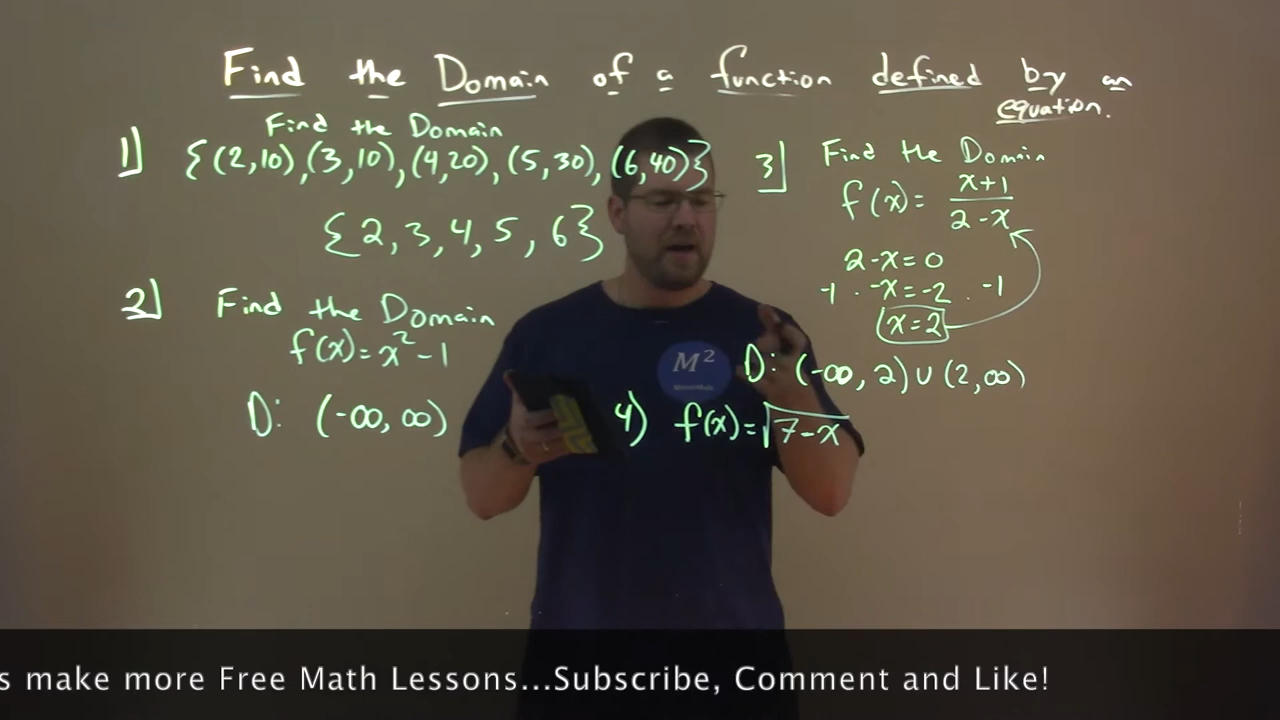 Find the Domain of a function defined by an
equation.
1] Find the Domain
{(2,10),(3,10),(4,20),(5,30),(6,40)}
{2,3,4,5,6}
2] Find the Domain
f(x)=x²-1
D: (-∞,∞)
3] Find the Domain
f(x)= x+1
2-x
2-x=0
-1 · -x=-2 · -1
x=2
D: (-∞,2)∪(2,∞)
4) f(x)=√7-x
M²
s make more Free Math Lessons...Subscribe, Comment and Like!